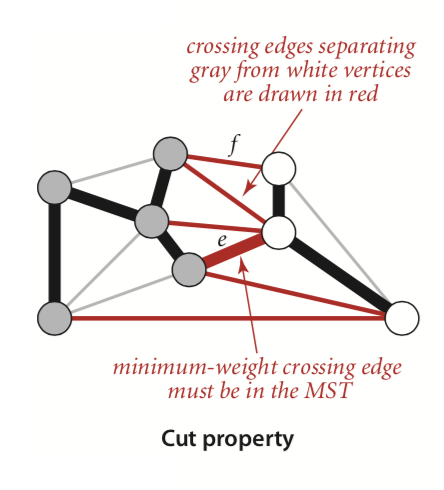 crossing edges separating
gray from white vertices
are drawn in red
f
e
minimum-weight crossing edge
must be in the MST
Cut property